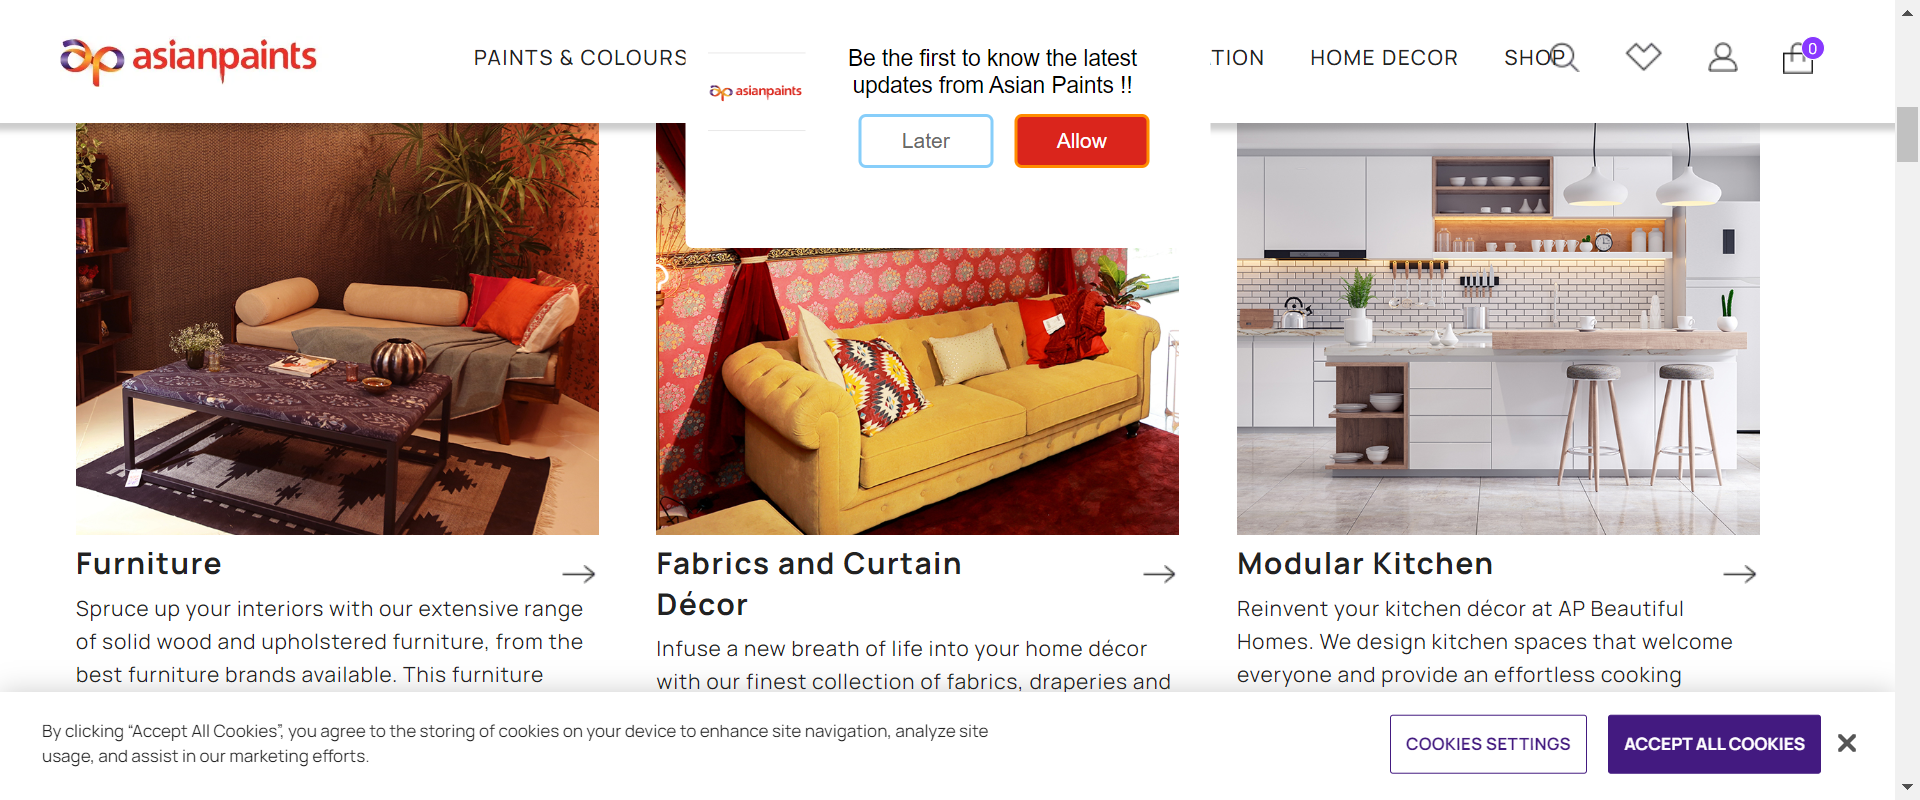 asianpaints
PAINTS & COLOURS
TION
HOME DECOR
SHOP
0
asianpaints
Be the first to know the latest
updates from Asian Paints !!
Later
Allow
Furniture
Spruce up your interiors with our extensive range
of solid wood and upholstered furniture, from the
best furniture brands available. This furniture
Fabrics and Curtain
Décor
Infuse a new breath of life into your home décor
with our finest collection of fabrics, draperies and
Modular Kitchen
Reinvent your kitchen décor at AP Beautiful
Homes. We design kitchen spaces that welcome
everyone and provide an effortless cooking
By clicking “Accept All Cookies”, you agree to the storing of cookies on your device to enhance site navigation, analyze site
usage, and assist in our marketing efforts.
COOKIES SETTINGS
ACCEPT ALL COOKIES